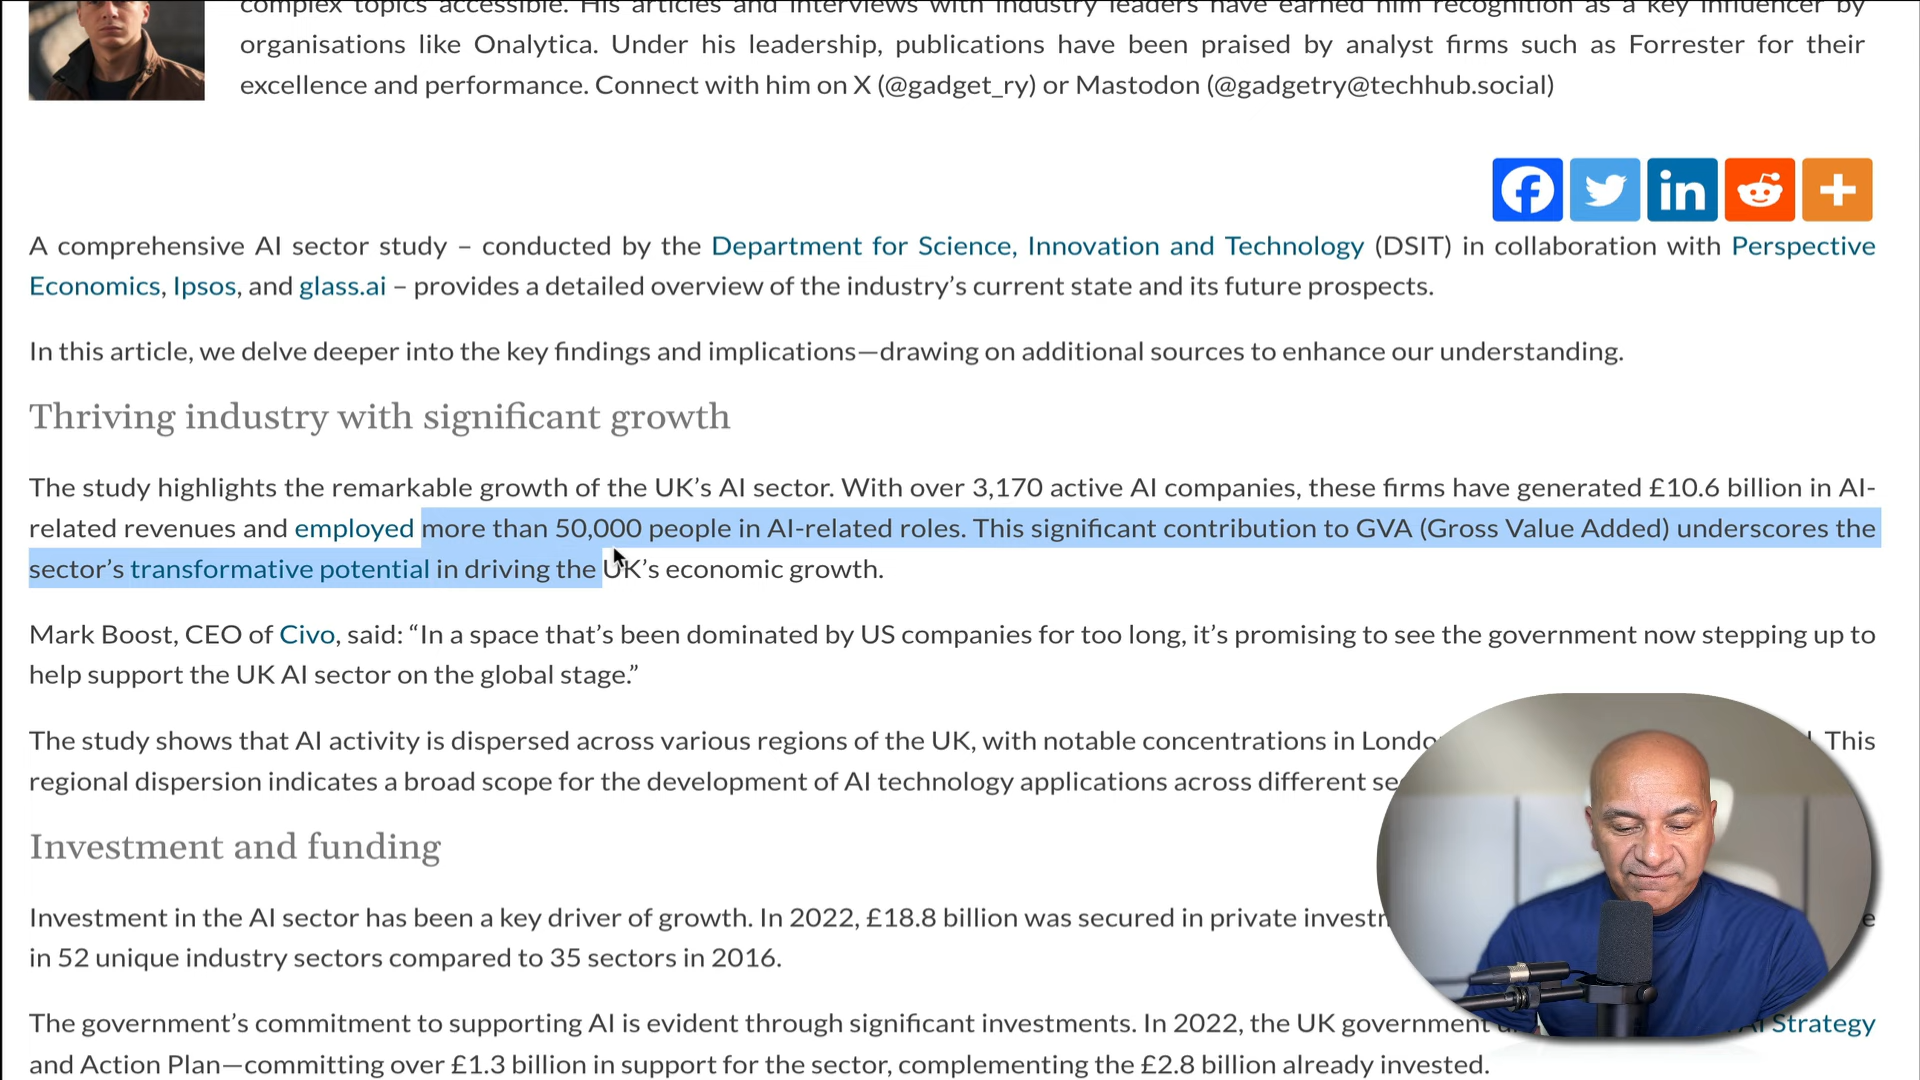 complex topics accessible. His articles and interviews with industry leaders have earned him recognition as a key influencer by
organisations like Onalytica. Under his leadership, publications have been praised by analyst firms such as Forrester for their
excellence and performance. Connect with him on X (@gadget_ry) or Mastodon (@gadgetry@techhub.social)
in
A comprehensive AI sector study – conducted by the Department for Science, Innovation and Technology (DSIT) in collaboration with Perspective
Economics, Ipsos, and glass.ai – provides a detailed overview of the industry’s current state and its future prospects.
In this article, we delve deeper into the key findings and implications—drawing on additional sources to enhance our understanding.
Thriving industry with significant growth
The study highlights the remarkable growth of the UK’s AI sector. With over 3,170 active AI companies, these firms have generated £10.6 billion in AI-
related revenues and employed more than 50,000 people in AI-related roles. This significant contribution to GVA (Gross Value Added) underscores the
sector’s transformative potential in driving the UK’s economic growth.
Mark Boost, CEO of Civo, said: “In a space that’s been dominated by US companies for too long, it’s promising to see the government now stepping up to
help support the UK AI sector on the global stage.”
The study shows that AI activity is dispersed across various regions of the UK, with notable concentrations in This
regional dispersion indicates a broad scope for the development of AI technology applications across different
Investment and funding
Investment in the AI sector has been a key driver of growth. In 2022, £18.8 billion was secured in private
in 52 unique industry sectors compared to 35 sectors in 2016.
The government’s commitment to supporting AI is evident through significant investments. In 2022, the UK government Strategy
and Action Plan—committing over £1.3 billion in support for the sector, complementing the £2.8 billion already invested.